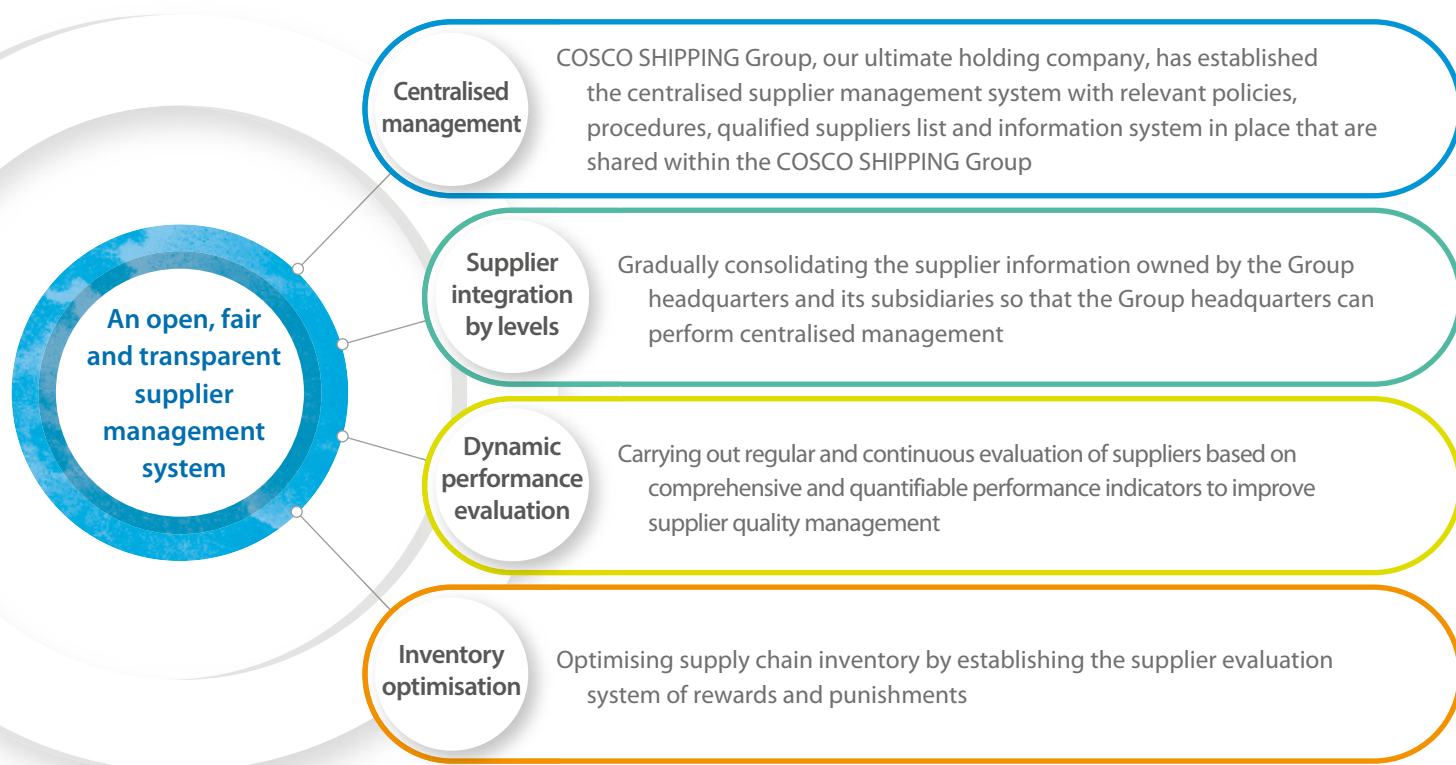 An open, fair
and transparent
supplier
management
system
Centralised
management
COSCO SHIPPING Group, our ultimate holding company, has established
the centralised supplier management system with relevant policies,
procedures, qualified suppliers list and information system in place that are
shared within the COSCO SHIPPING Group
Supplier
integration
by levels
Gradually consolidating the supplier information owned by the Group
headquarters and its subsidiaries so that the Group headquarters can
perform centralised management
Dynamic
performance
evaluation
Carrying out regular and continuous evaluation of suppliers based on
comprehensive and quantifiable performance indicators to improve
supplier quality management
Inventory
optimisation
Optimising supply chain inventory by establishing the supplier evaluation
system of rewards and punishments